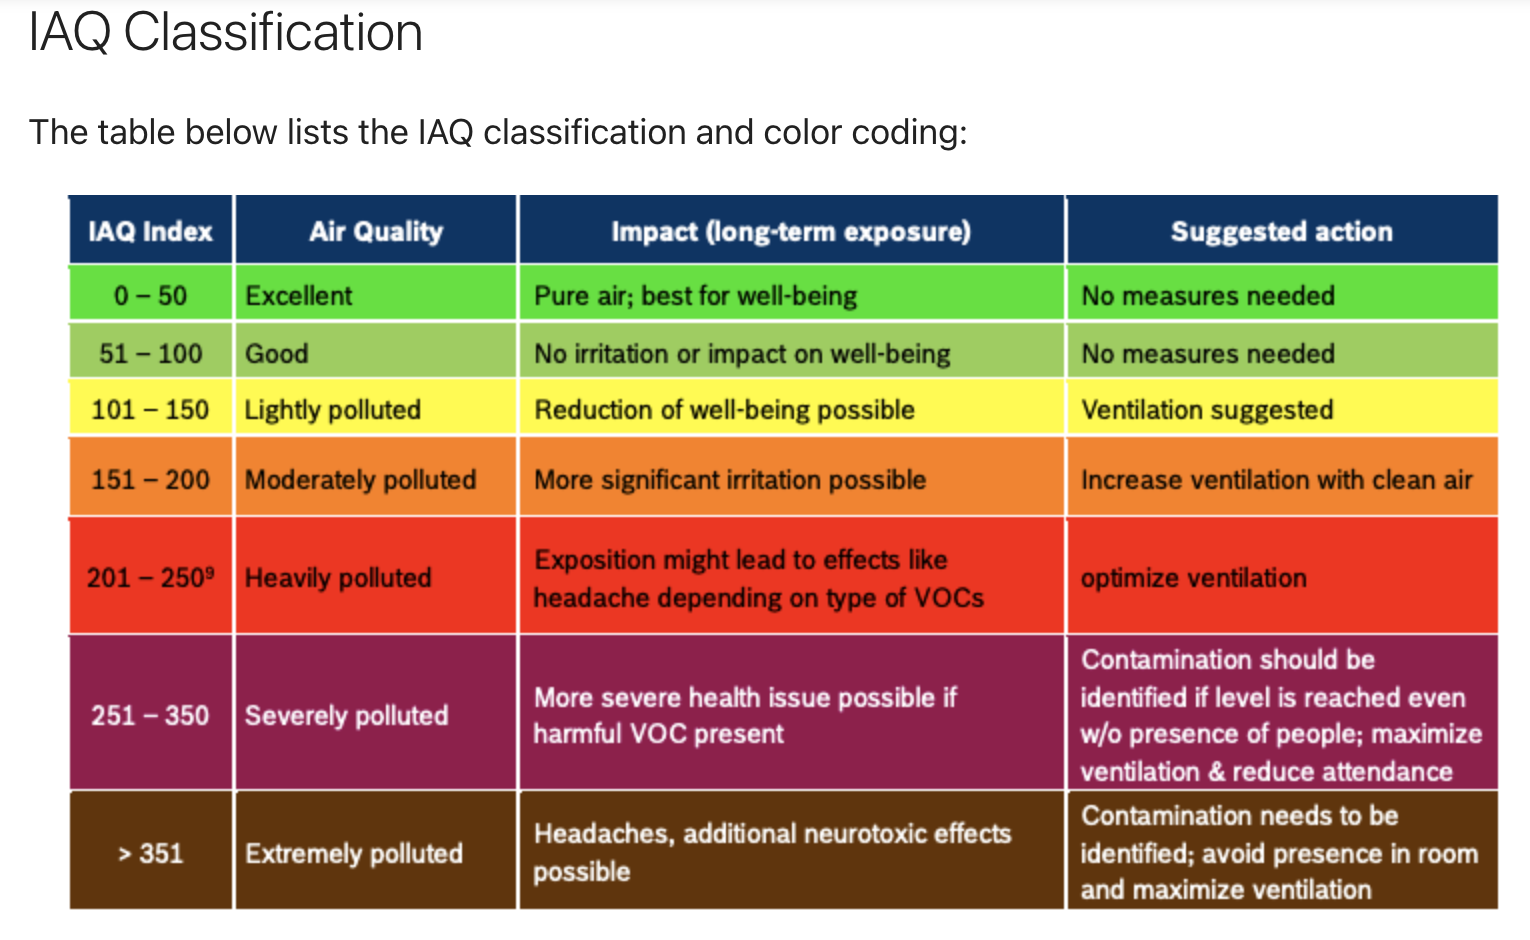 IAQ Classification
The table below lists the IAQ classification and color coding:
IAQ Index Air Quality Impact (long-term exposure) Suggested action
0 – 50 Excellent Pure air; best for well-being No measures needed
51 – 100 Good No irritation or impact on well-being No measures needed
101 – 150 Lightly polluted Reduction of well-being possible Ventilation suggested
151 – 200 Moderately polluted More significant irritation possible Increase ventilation with clean air
201 – 250⁹ Heavily polluted Exposition might lead to effects like
headache depending on type of VOCs
optimize ventilation
251 – 350 Severely polluted More severe health issue possible if
harmful VOC present
Contamination should be
identified if level is reached even
w/o presence of people; maximize
ventilation & reduce attendance
> 351 Extremely polluted Headaches, additional neurotoxic effects
possible
Contamination needs to be
identified; avoid presence in room
and maximize ventilation